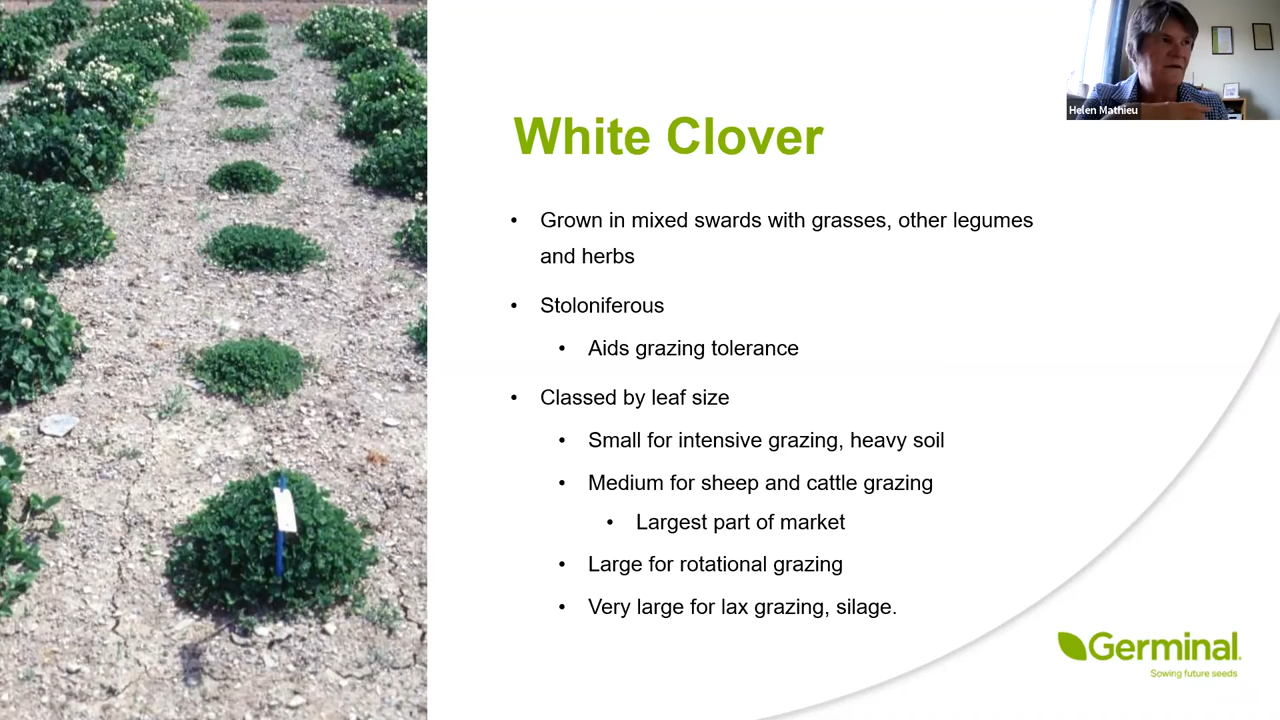 Helen Mathieu
White Clover
• Grown in mixed swards with grasses, other legumes
and herbs
• Stoloniferous
• Aids grazing tolerance
• Classed by leaf size
• Small for intensive grazing, heavy soil
• Medium for sheep and cattle grazing
• Largest part of market
• Large for rotational grazing
• Very large for lax grazing, silage.
Germinal
Sowing future seeds